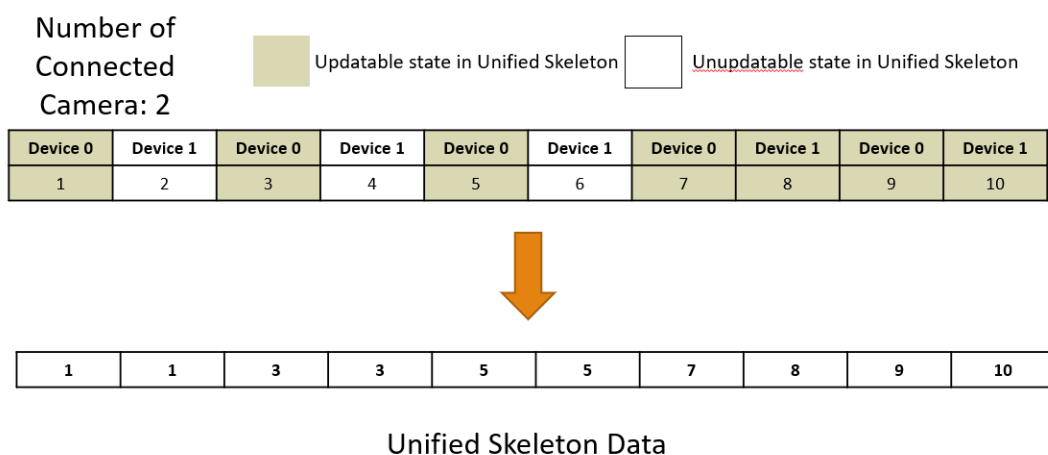 Number of
Connected
Camera: 2
Updatable state in Unified Skeleton
Unupdatable state in Unified Skeleton
Device 0 Device 1 Device 0 Device 1 Device 0 Device 1 Device 0 Device 1 Device 0 Device 1
1 2 3 4 5 6 7 8 9 10
1 1 3 3 5 5 7 8 9 10
Unified Skeleton Data